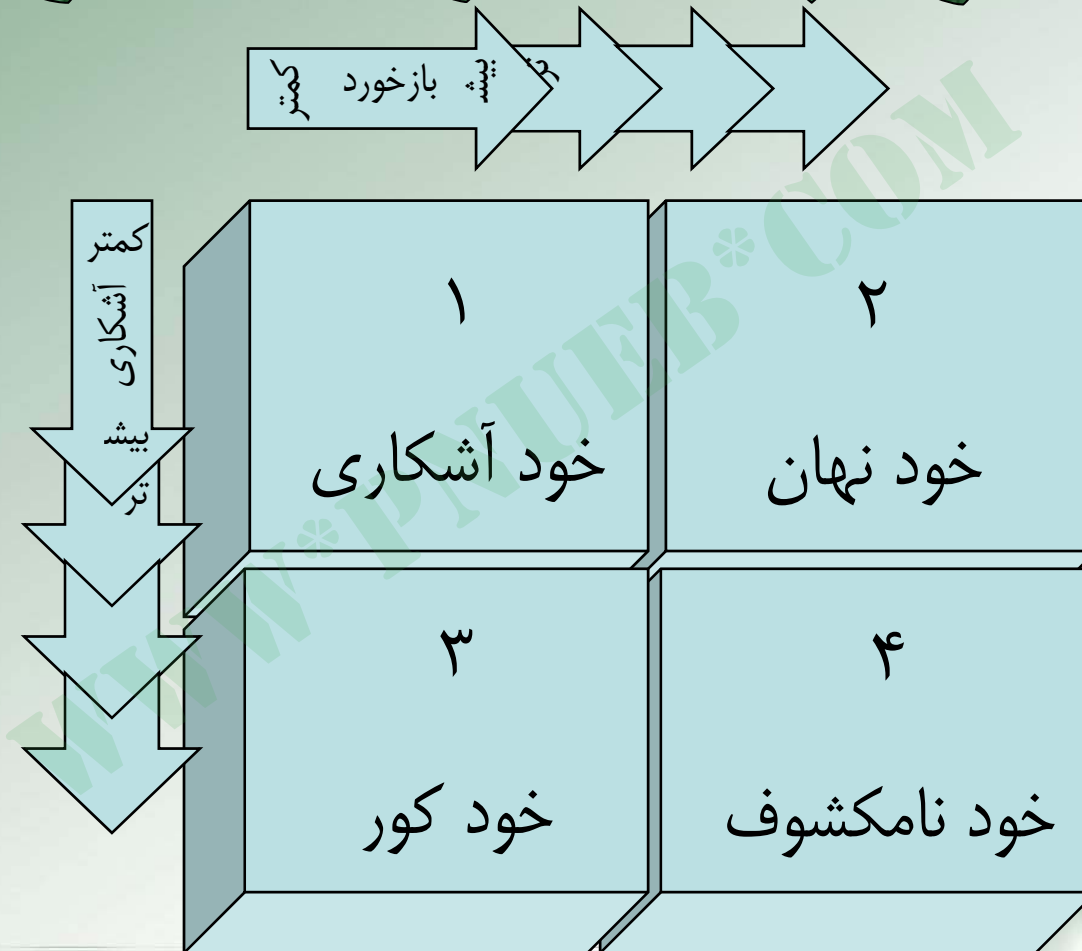 کمتر بازخورد بیشتر
کمتر
آشکاری
بیش
تر
۱
۲
خود آشکاری
خود نهان
۳
۴
خود کور
خود نامکشوف
WWW*PNUEB*COM